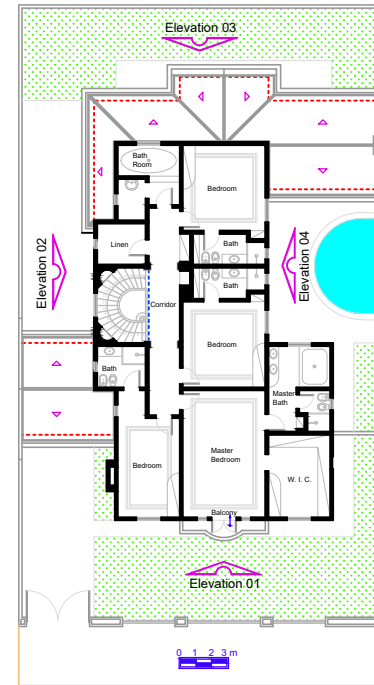 Elevation 03
Bath
Room
Bedroom
Linen
Bath
Elevation 02
Elevation 04
Bath
Corridor
Bedroom
Bath
Master
Bath
Bedroom
Master
Bedroom
W. I. C.
Balcony
Elevation 01
0 1 2 3 m